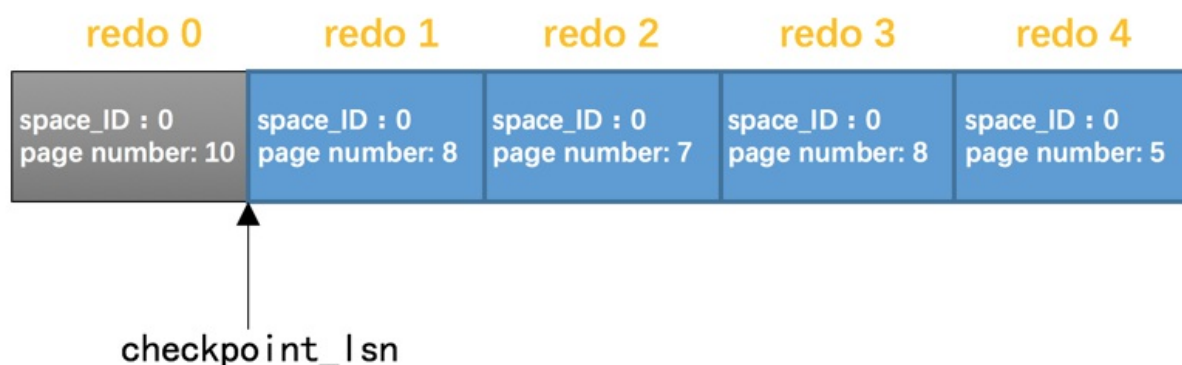 redo 0
redo 1
redo 2
redo 3
redo 4
space_ID：0
page number: 10
space_ID：0
page number: 8
space_ID：0
page number: 7
space_ID：0
page number: 8
space_ID：0
page number: 5
checkpoint_lsn